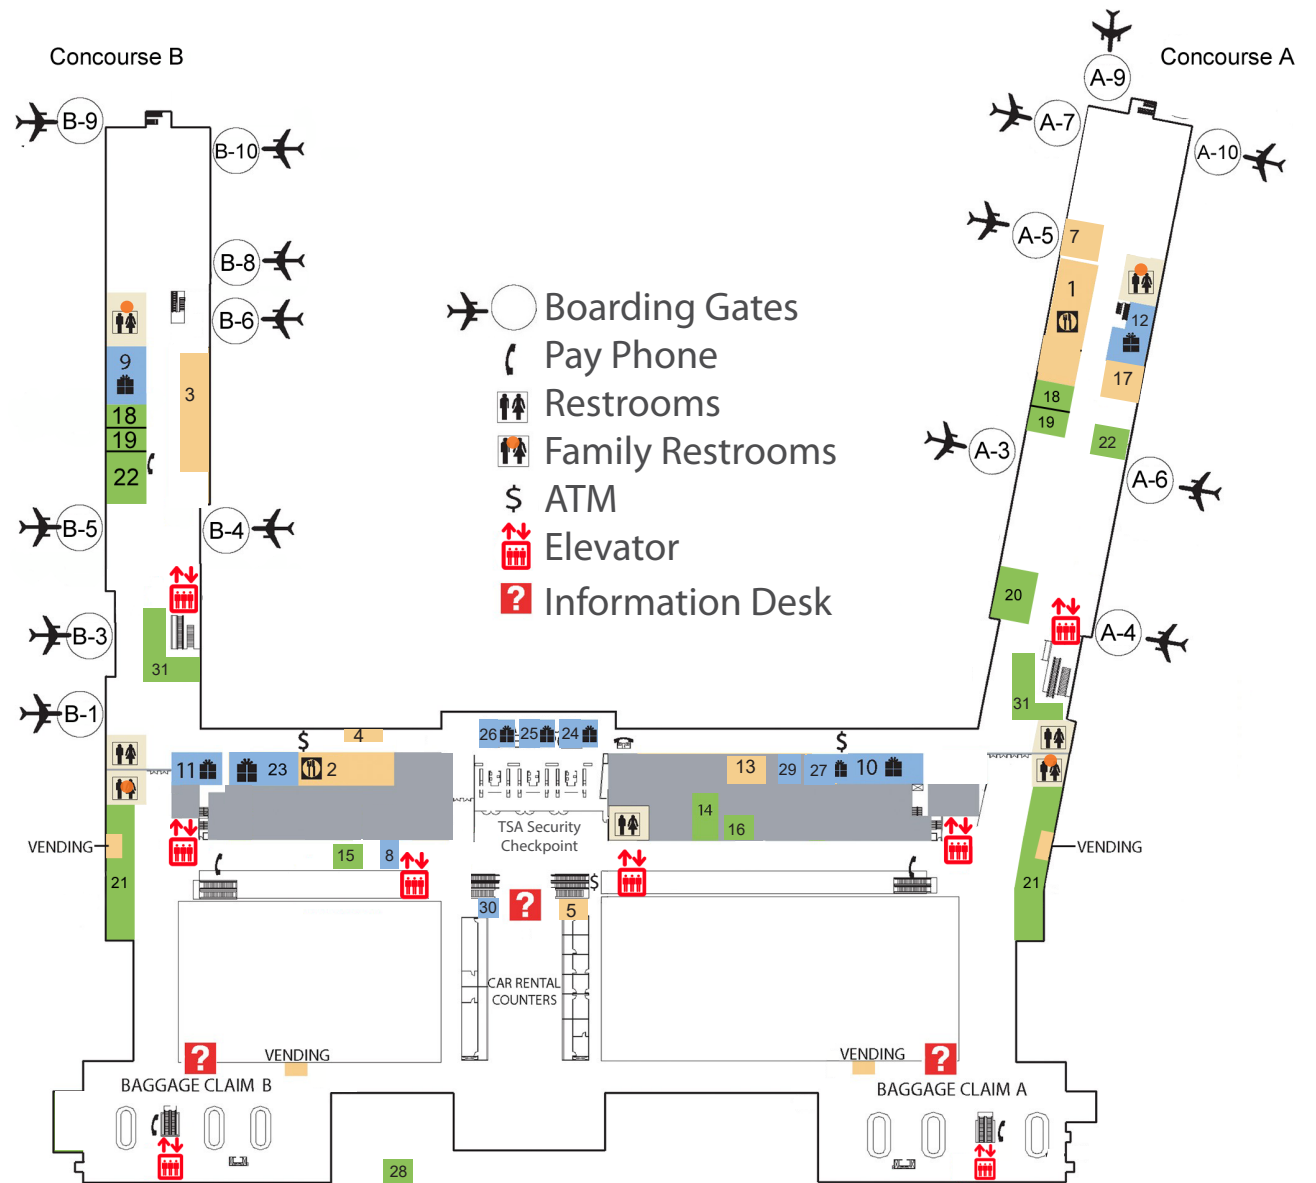 Concourse B
Concourse A
A-9
B-9
A-7
B-10
A-10
A-5
7
B-8
1
12
Boarding Gates
B-6
Pay Phone
9
3
17
Restrooms
18
18
19
19
22
Family Restrooms
A-3
22
A-6
$ ATM
B-5
B-4
Elevator
20
? Information Desk
B-3
A-4
31
31
B-1
26
25
24
$
4
$
11
23
2
13
29
27
10
14
16
TSA Security
Checkpoint
VENDING
VENDING
15
8
21
$
21
30
?
5
CAR RENTAL
COUNTERS
?
VENDING
VENDING
?
BAGGAGE CLAIM B
BAGGAGE CLAIM A
28